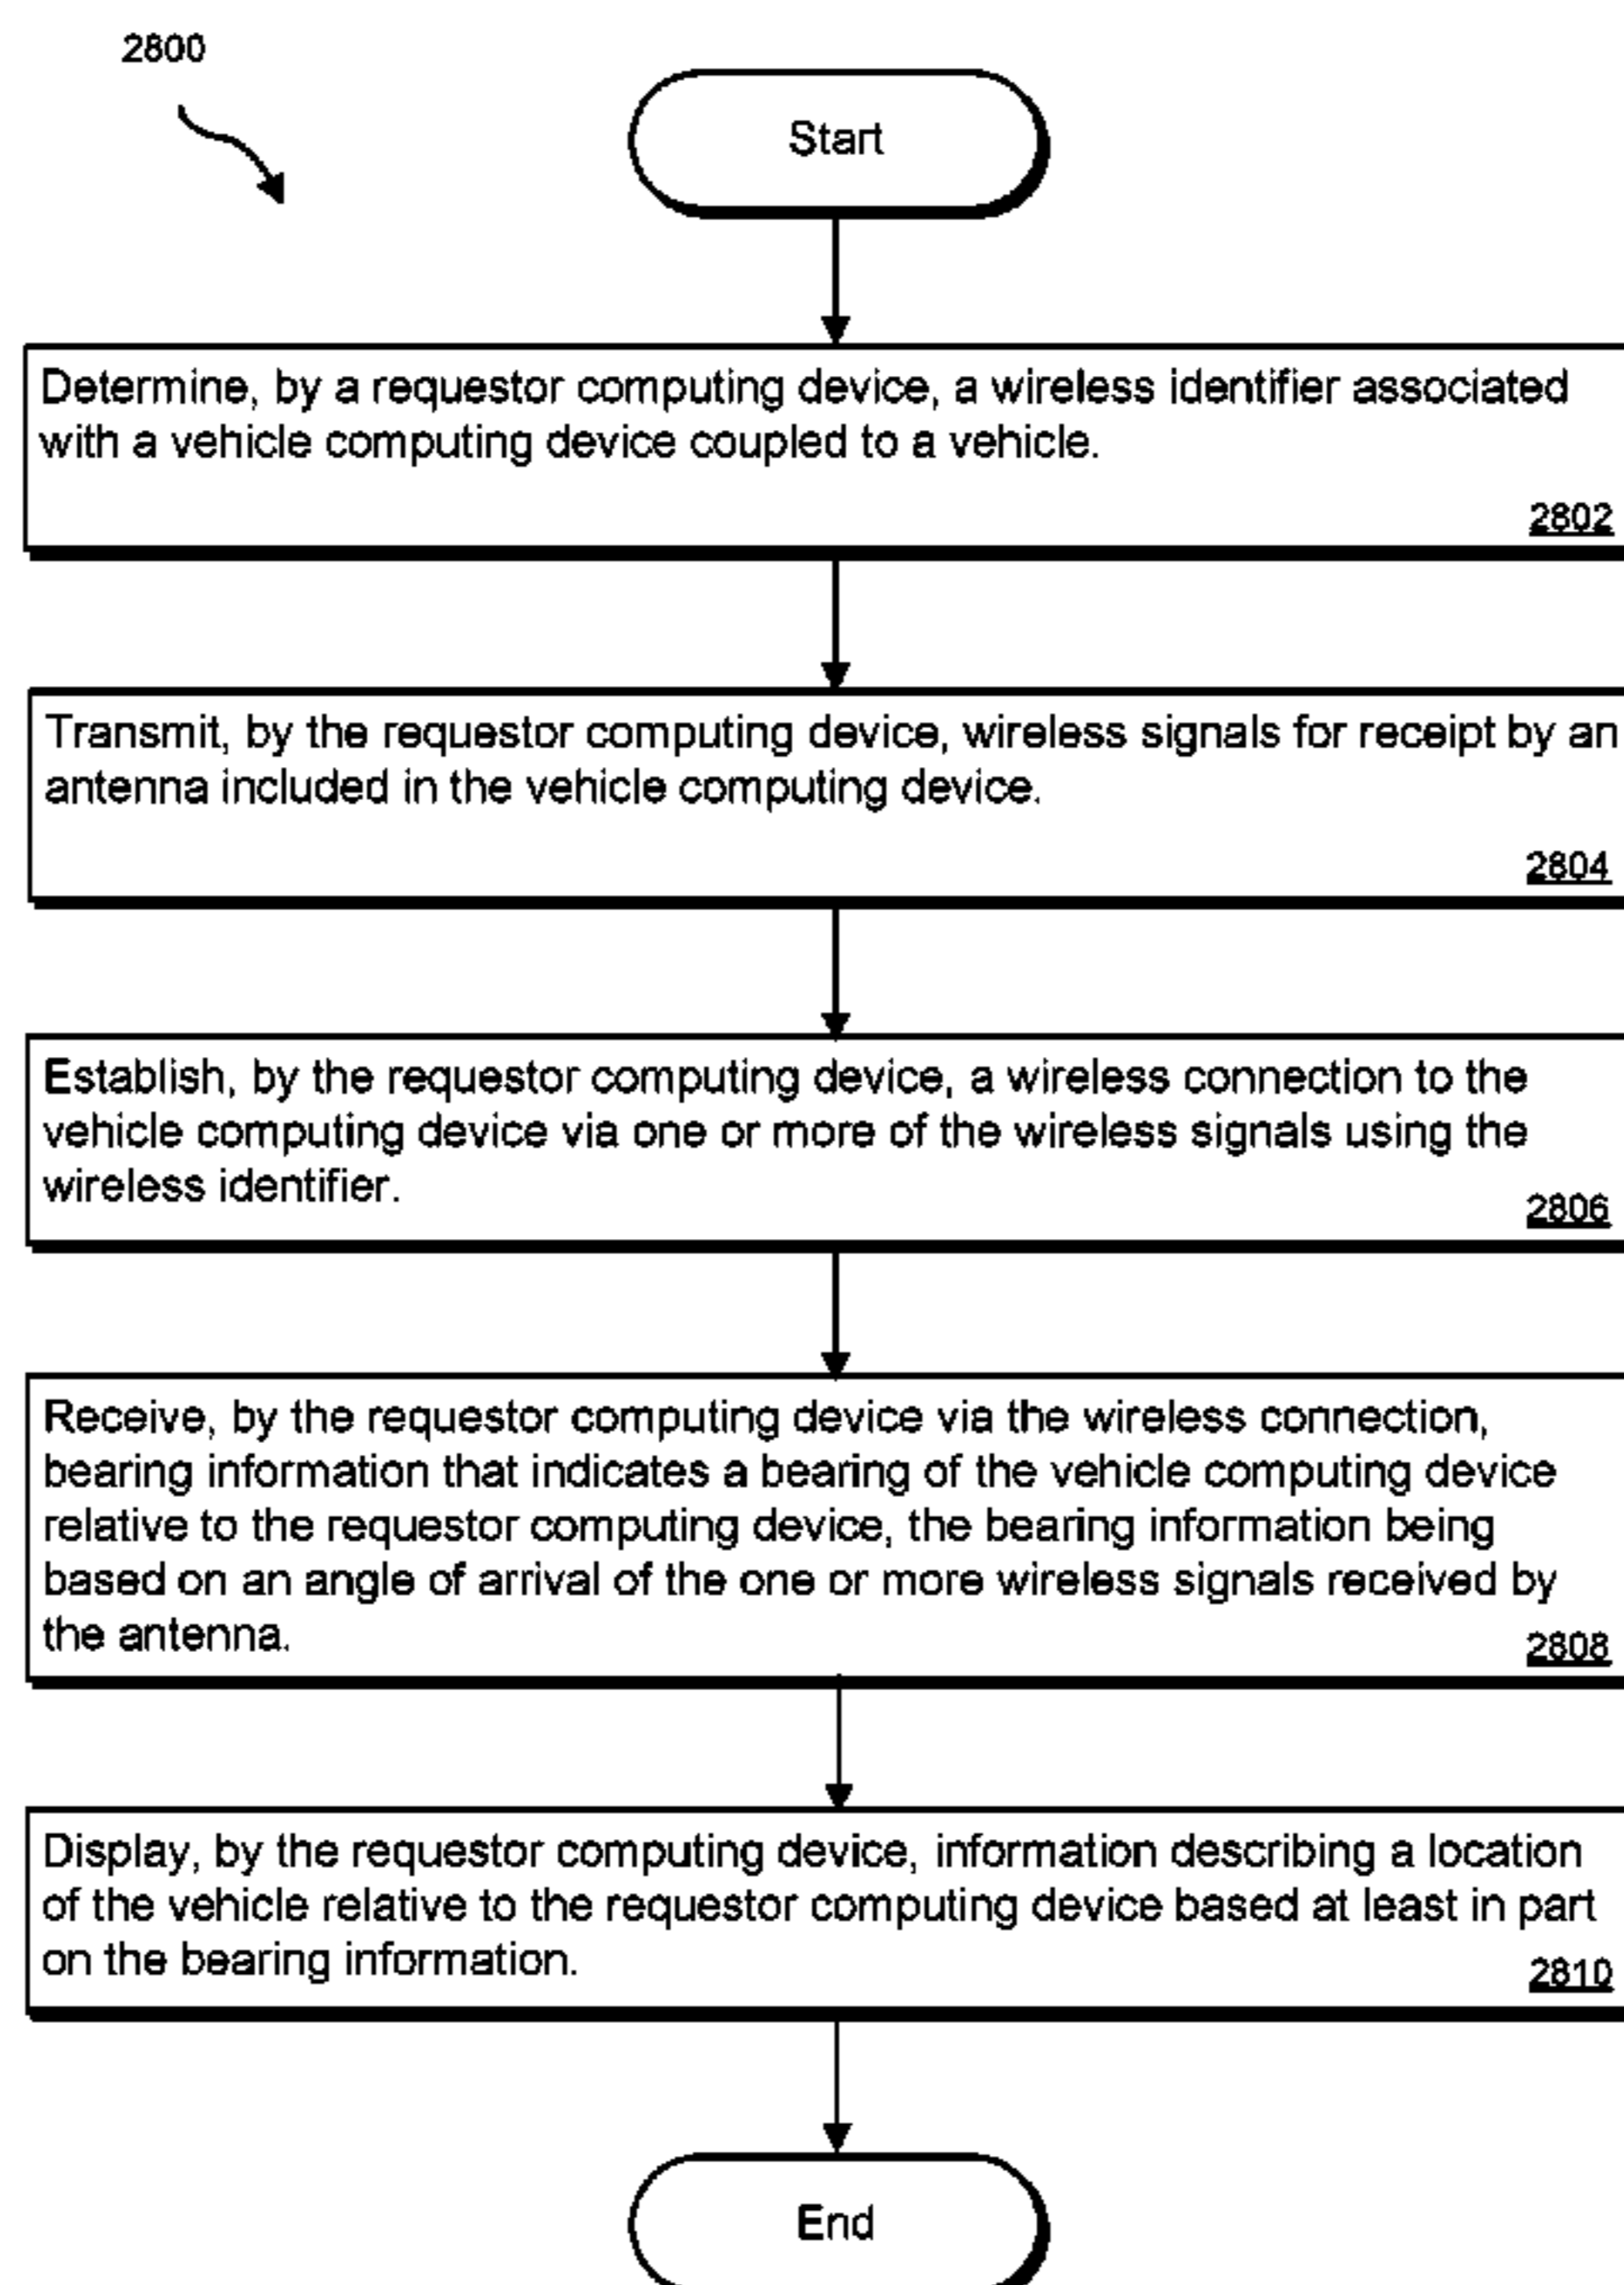 2800
Start
Determine, by a requestor computing device, a wireless identifier associated
with a vehicle computing device coupled to a vehicle.
2802
Transmit, by the requestor computing device, wireless signals for receipt by an
antenna included in the vehicle computing device.
2804
Establish, by the requestor computing device, a wireless connection to the
vehicle computing device via one or more of the wireless signals using the
wireless identifier.
2806
Receive, by the requestor computing device via the wireless connection,
bearing information that indicates a bearing of the vehicle computing device
relative to the requestor computing device, the bearing information being
based on an angle of arrival of the one or more wireless signals received by
the antenna.
2808
Display, by the requestor computing device, information describing a location
of the vehicle relative to the requestor computing device based at least in part
on the bearing information.
2810
End